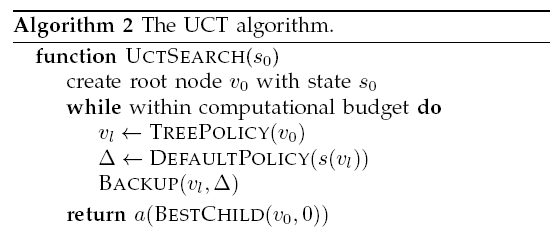 Algorithm 2 The UCT algorithm.
function UCTSEARCH(s₀)
create root node v₀ with state s₀
while within computational budget do
vₗ ← TREEPOLICY(v₀)
Δ ← DEFAULTPOLICY(s(vₗ))
BACKUP(vₗ, Δ)
return a(BESTCHILD(v₀, 0))